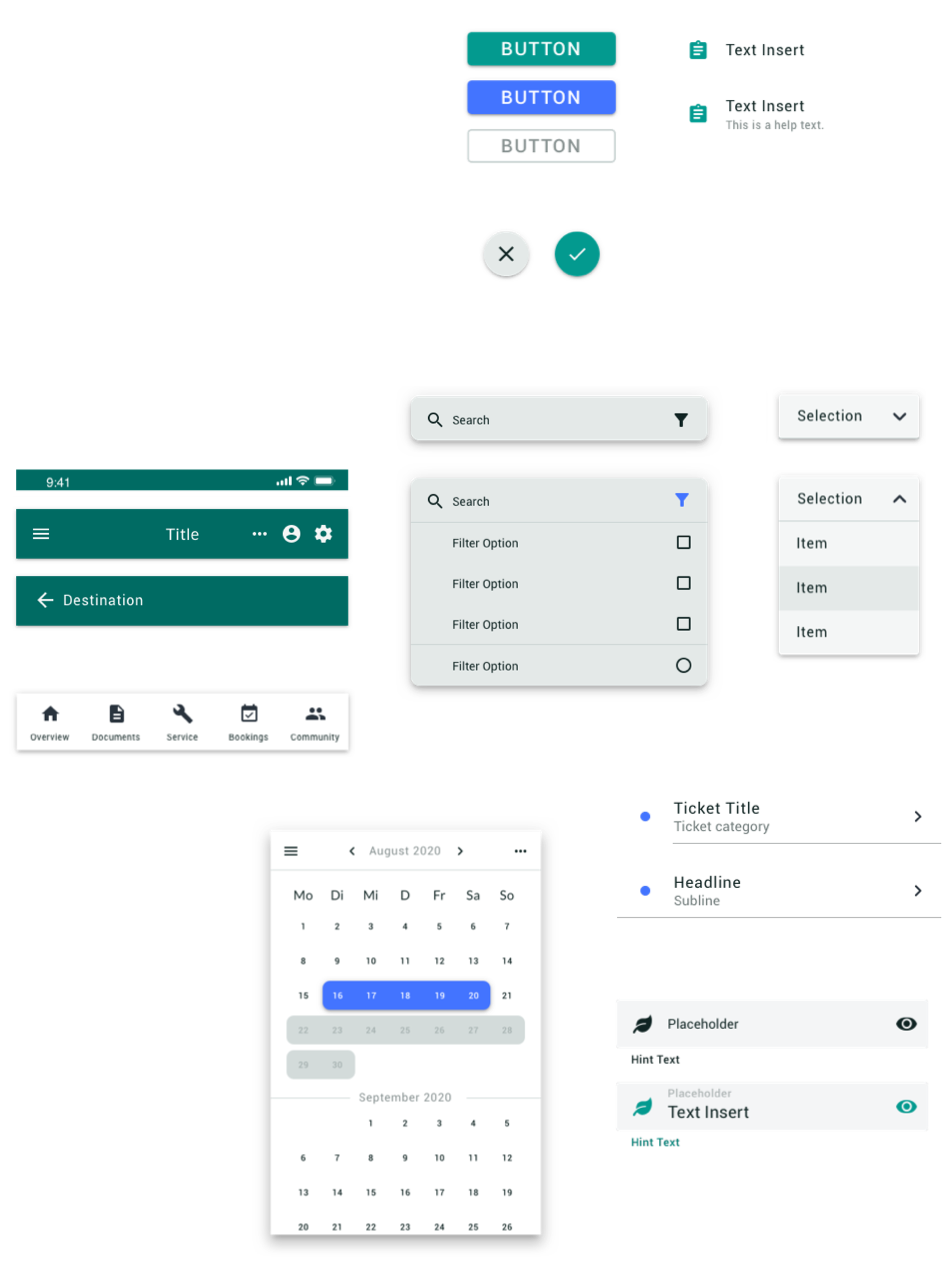 BUTTON
BUTTON
BUTTON
Text Insert
Text Insert
This is a help text.
Search
Selection
9:41
Title
Destination
Search
Filter Option
Filter Option
Filter Option
Filter Option
Selection
Item
Item
Item
Overview Documents Service Bookings Community
Ticket Title
Ticket category
Headline
Subline
August 2020
Mo Di Mi D Fr Sa So
1 2 3 4 5 6 7
8 9 10 11 12 13 14
15 16 17 18 19 20 21
22 23 24 25 26 27 28
29 30
September 2020
1 2 3 4 5
6 7 8 9 10 11 12
13 14 15 16 17 18 19
20 21 22 23 24 25 26
Placeholder
Hint Text
Placeholder
Text Insert
Hint Text